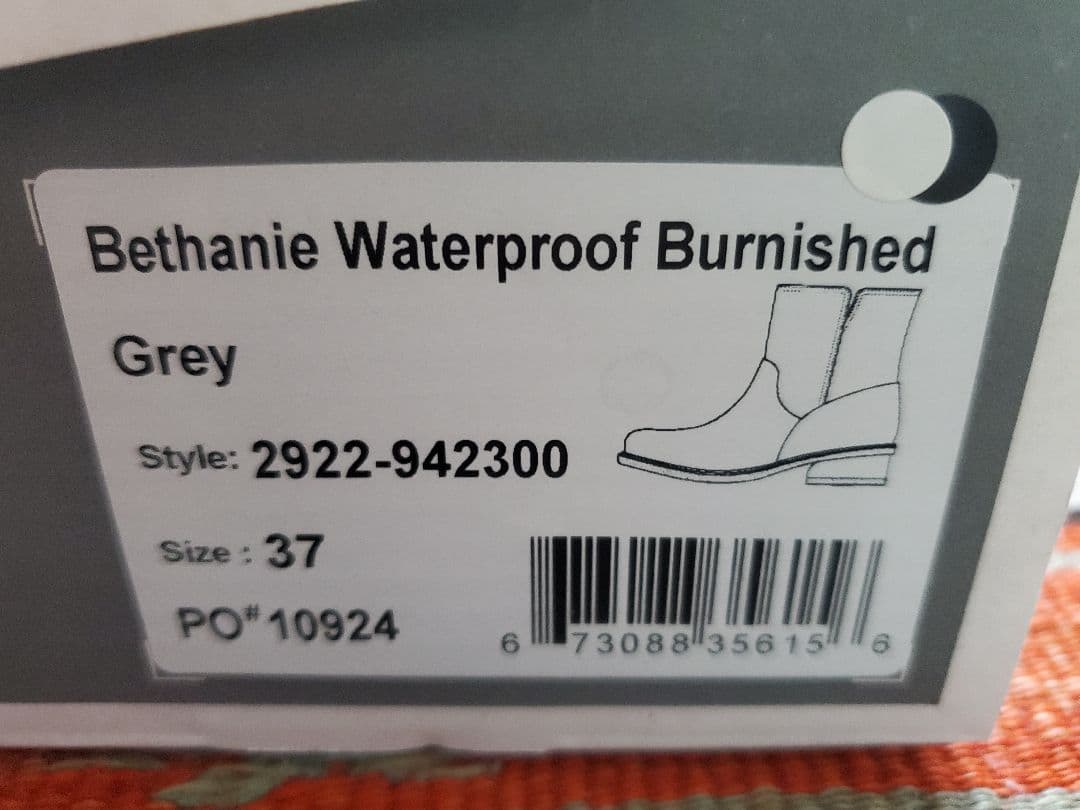 Bethanie Waterproof Burnished
Grey
Style: 2922-942300
Size : 37
PO#10924
6 73088 35615 6